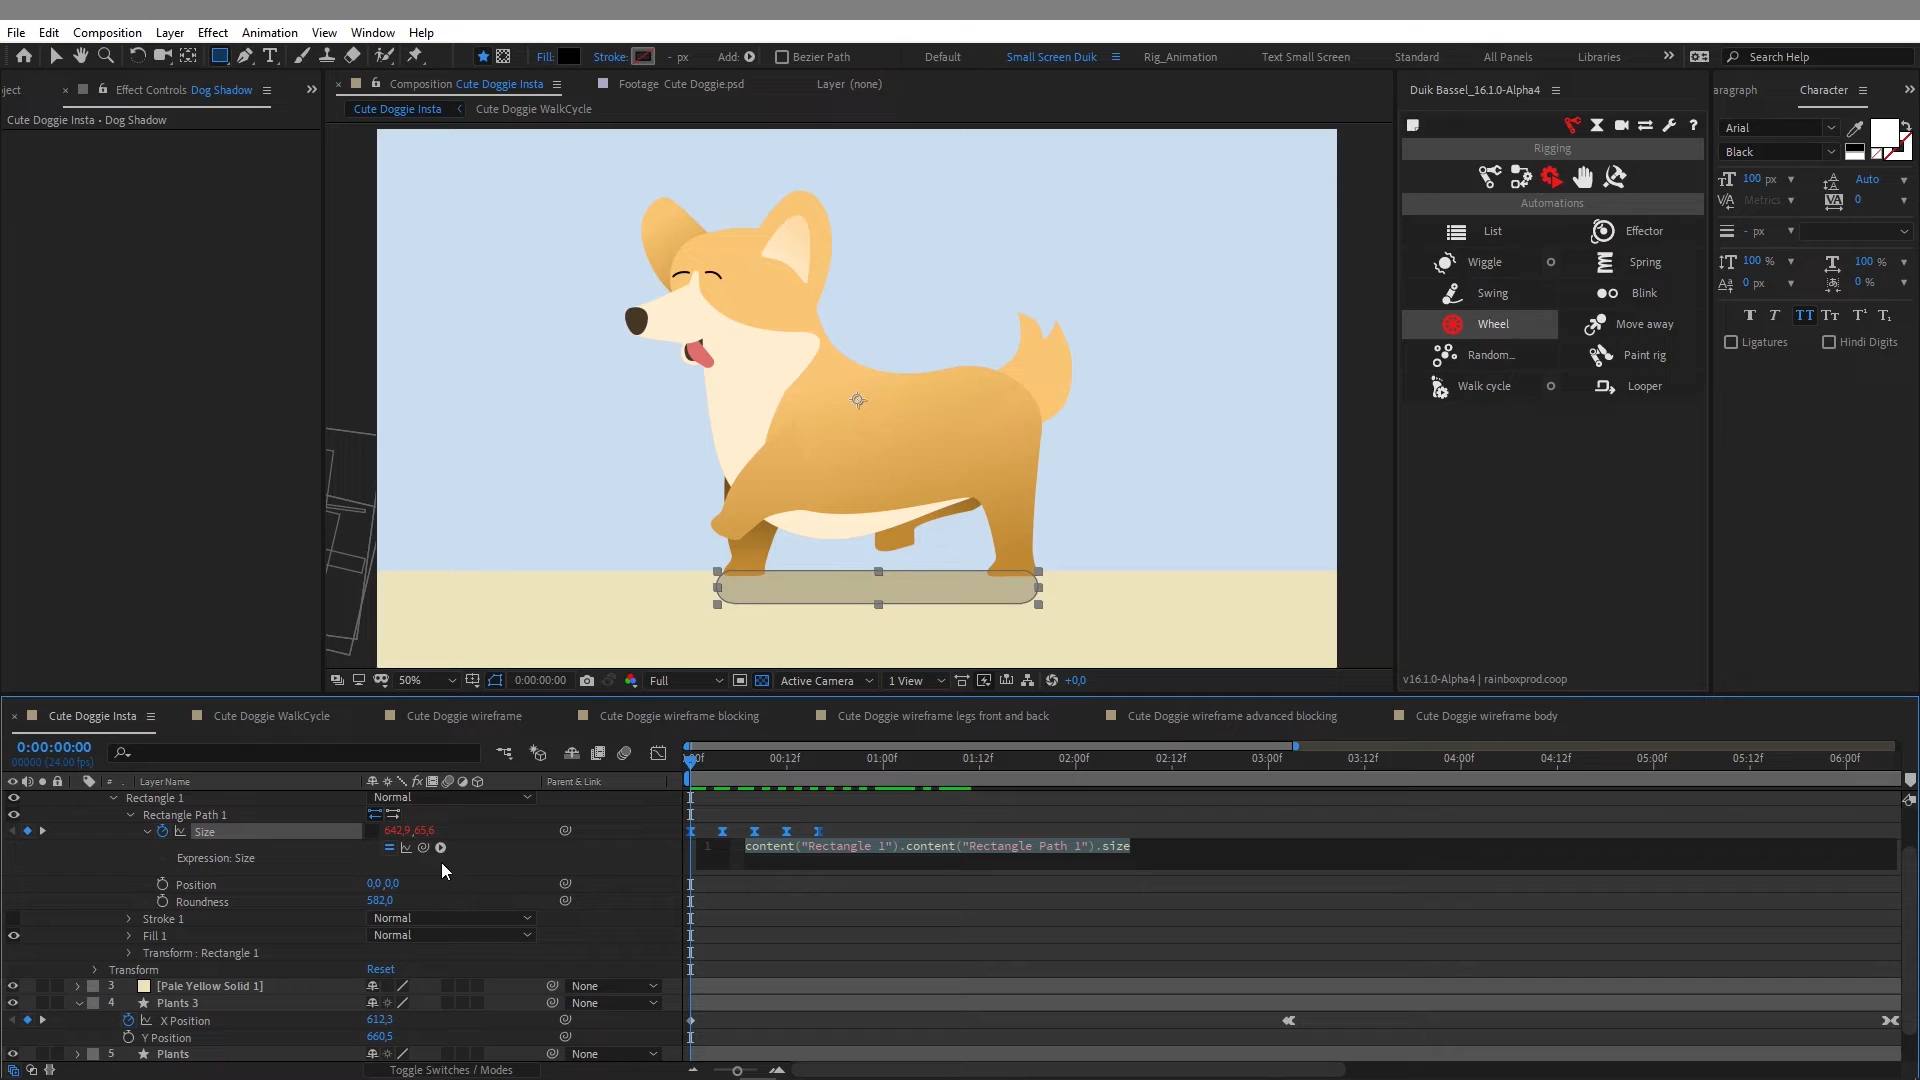 File Edit Composition Layer Effect Animation View Window Help
Fill: Stroke: - px Add: Bezier Path Default Small Screen Duik Rig_Animation Text Small Screen Standard All Panels Libraries Search Help
ject Effect Controls Dog Shadow
Cute Doggie Insta • Dog Shadow
Composition Cute Doggie Insta Footage Cute Doggie.psd Layer (none)
Cute Doggie Insta Cute Doggie WalkCycle
Duik Bassel_16.1.0-Alpha4
Rigging
Automations
List Effector
Wiggle Spring
Swing Blink
Wheel Move away
Random... Paint rig
Walk cycle Looper
v16.1.0-Alpha4 | rainboxprod.coop
aragraph Character
Arial
Black
100 px Auto
Metrics 0
- px
100 % 100 %
0 px 0 %
Ligatures Hindi Digits
50% 0:00:00:00 Full Active Camera 1 View +0,0
Cute Doggie Insta Cute Doggie WalkCycle Cute Doggie wireframe Cute Doggie wireframe blocking Cute Doggie wireframe legs front and back Cute Doggie wireframe advanced blocking Cute Doggie wireframe body
0:00:00:00
00000 (24.00 fps)
:00f 00:12f 01:00f 01:12f 02:00f 02:12f 03:00f 03:12f 04:00f 04:12f 05:00f 05:12f 06:00f
# Layer Name Parent & Link
Rectangle 1 Normal
Rectangle Path 1
Size 642,9,65,6
Expression: Size
1 content("Rectangle 1").content("Rectangle Path 1").size
Position 0,0,0,0
Roundness 582,0
Stroke 1 Normal
Fill 1 Normal
Transform : Rectangle 1
Transform Reset
3 [Pale Yellow Solid 1] None
4 Plants 3 None
X Position 612,3
Y Position 660,5
5 Plants None
Toggle Switches / Modes